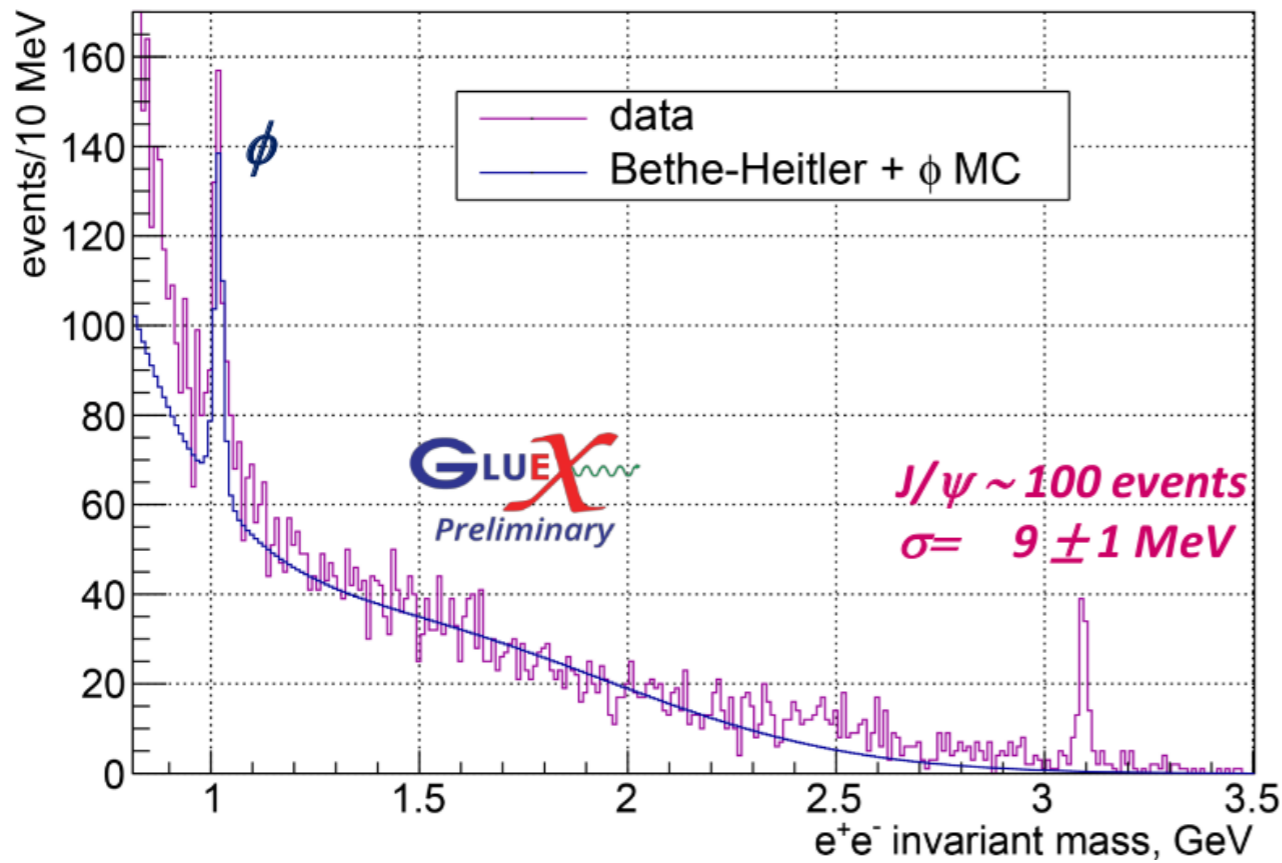 events/10 MeV
160
140
120
100
80
60
40
20
0
ϕ
data
Bethe-Heitler + ϕ MC
GLUEX
Preliminary
J/ψ ~ 100 events
σ= 9 ± 1 MeV
1
1.5
2
2.5
3
3.5
e⁺e⁻ invariant mass, GeV